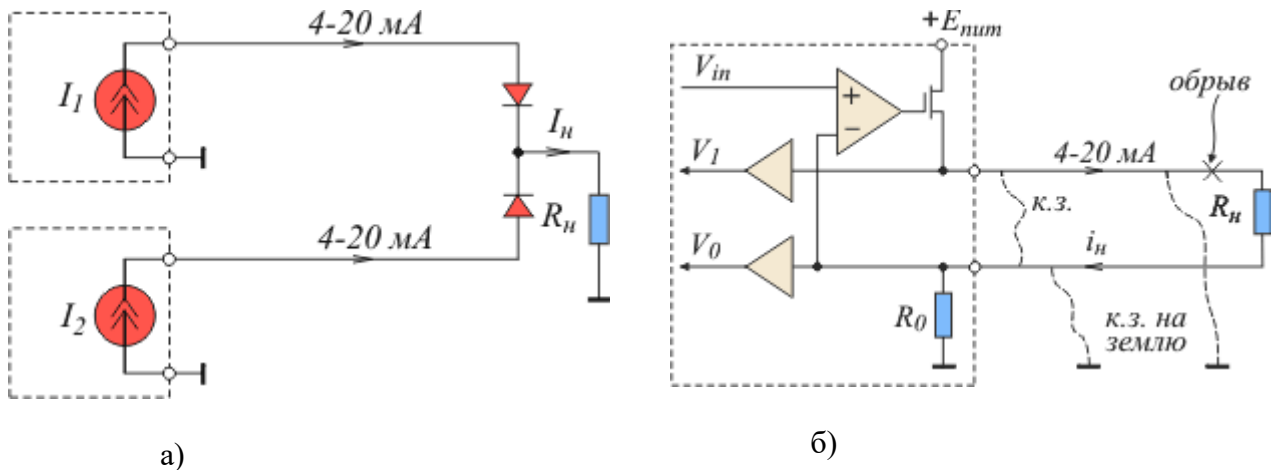 4-20 мА
I₁
Iн
Rн
4-20 мА
I₂
а)
+Eпит
Vin
+
−
обрыв
V₁
4-20 мА
к.з.
Rн
V₀
iн
R₀
к.з. на
землю
б)